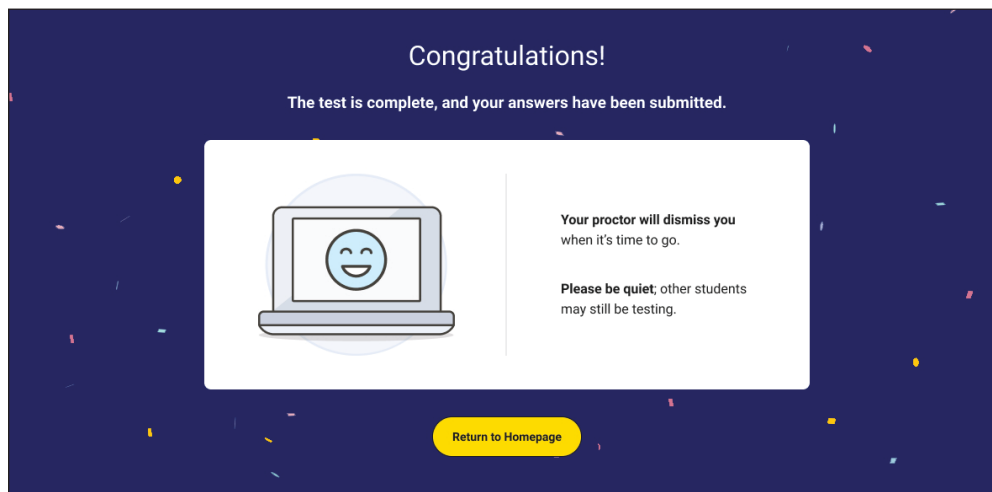 Congratulations!
The test is complete, and your answers have been submitted.
Your proctor will dismiss you
when it's time to go.
Please be quiet; other students
may still be testing.
Return to Homepage